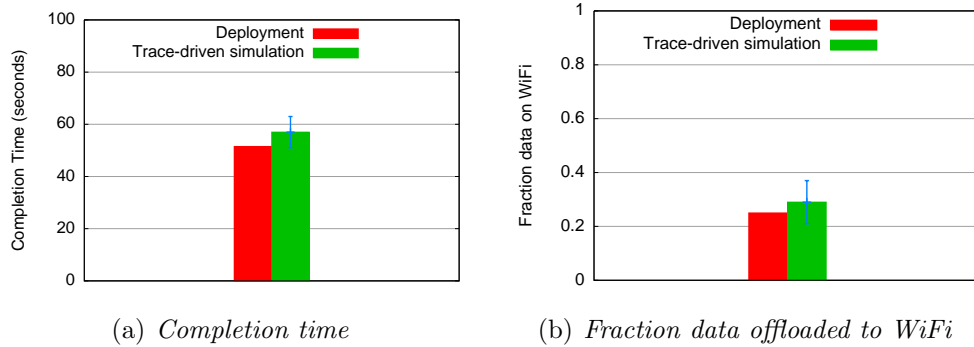 Completion Time (seconds)
100
80
60
40
20
0
Deployment
Trace-driven simulation
(a) Completion time
Fraction data on WiFi
1
0.8
0.6
0.4
0.2
0
Deployment
Trace-driven simulation
(b) Fraction data offloaded to WiFi